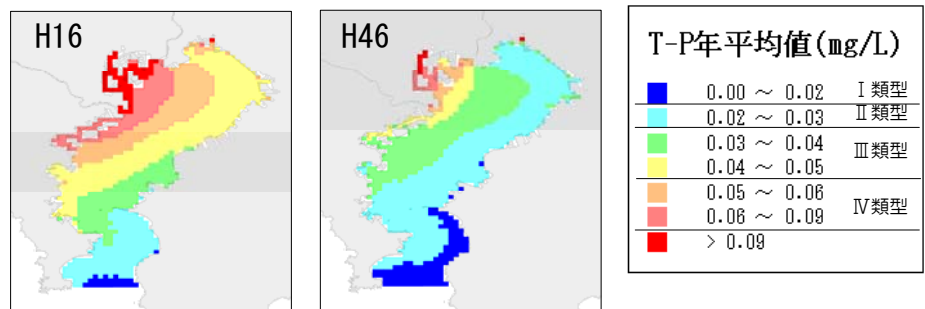 H16
H46
T-P年平均値(mg/L)
0.00 ～ 0.02 Ⅰ類型
0.02 ～ 0.03 Ⅱ類型
0.03 ～ 0.04
Ⅲ類型
0.04 ～ 0.05
0.05 ～ 0.06
Ⅳ類型
0.06 ～ 0.09
> 0.09